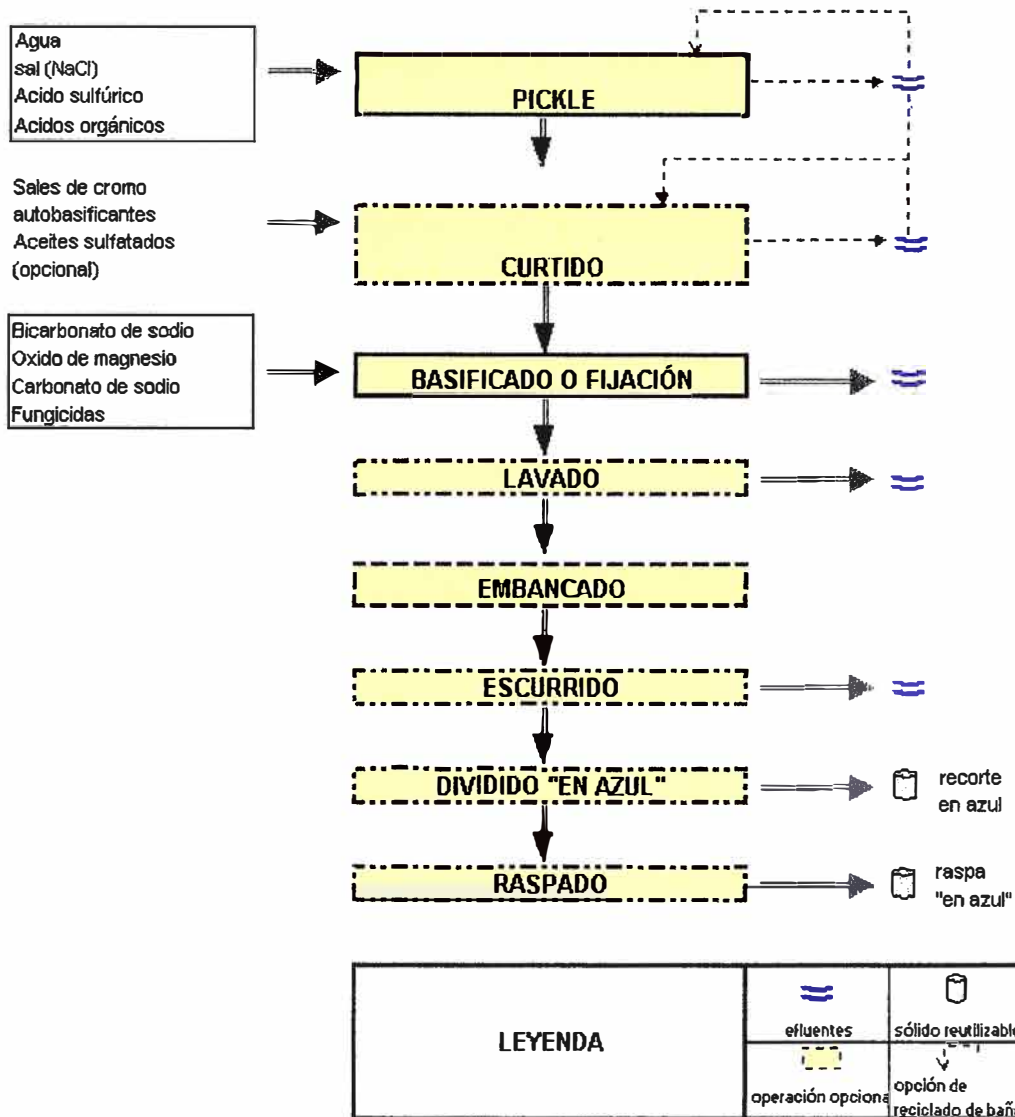 Agua
sal (NaCl)
Acido sulfúrico
Acidos orgánicos
PICKLE
Sales de cromo
autobasificantes
Aceites sulfatados
(opcional)
CURTIDO
Bicarbonato de sodio
Oxido de magnesio
Carbonato de sodio
Fungicidas
BASIFICADO O FIJACIÓN
LAVADO
EMBANCADO
ESCURRIDO
DIVIDIDO "EN AZUL"
recorte
en azul
RASPADO
raspa
"en azul"
LEYENDA
efluentes
sólido reutilizable
operación opciona
opción de
reciclado de bañ